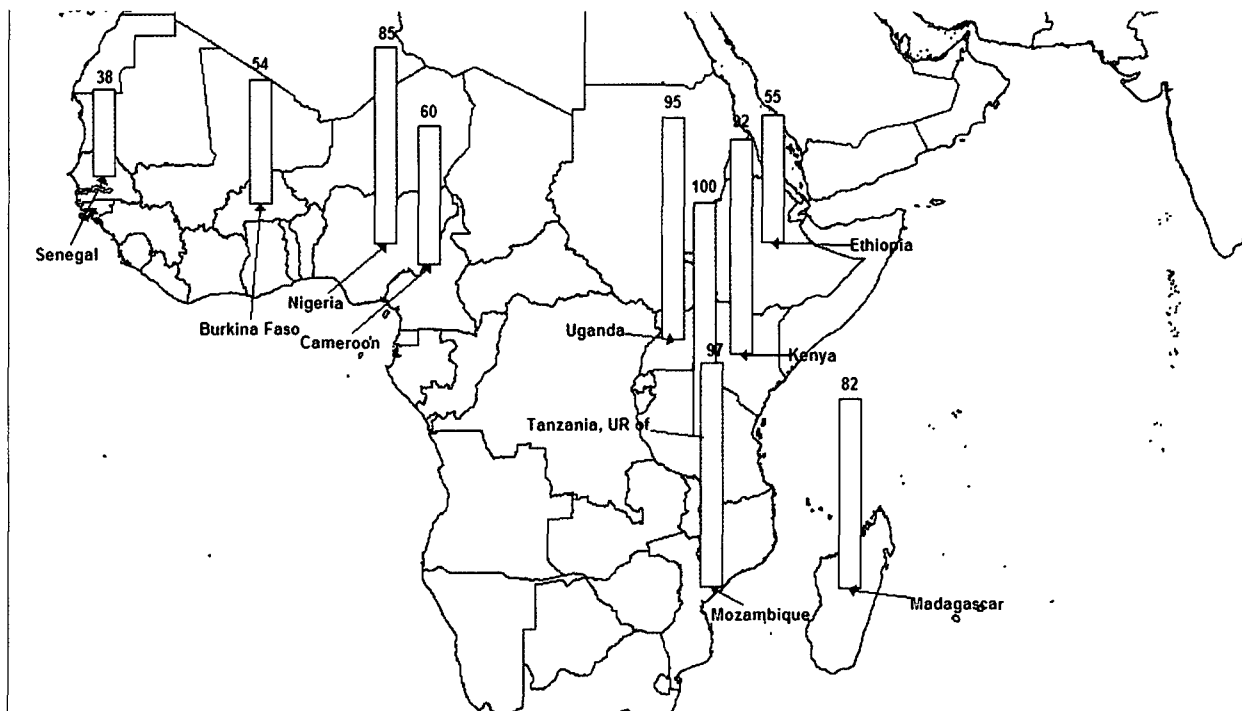 85
54
38
60
95
55
92
100
Senegal
Ethiopia
Nigeria
Burkina Faso
Cameroon
Uganda
Kenya
97
82
Tanzania, UR of
Madagascar
Mozambique